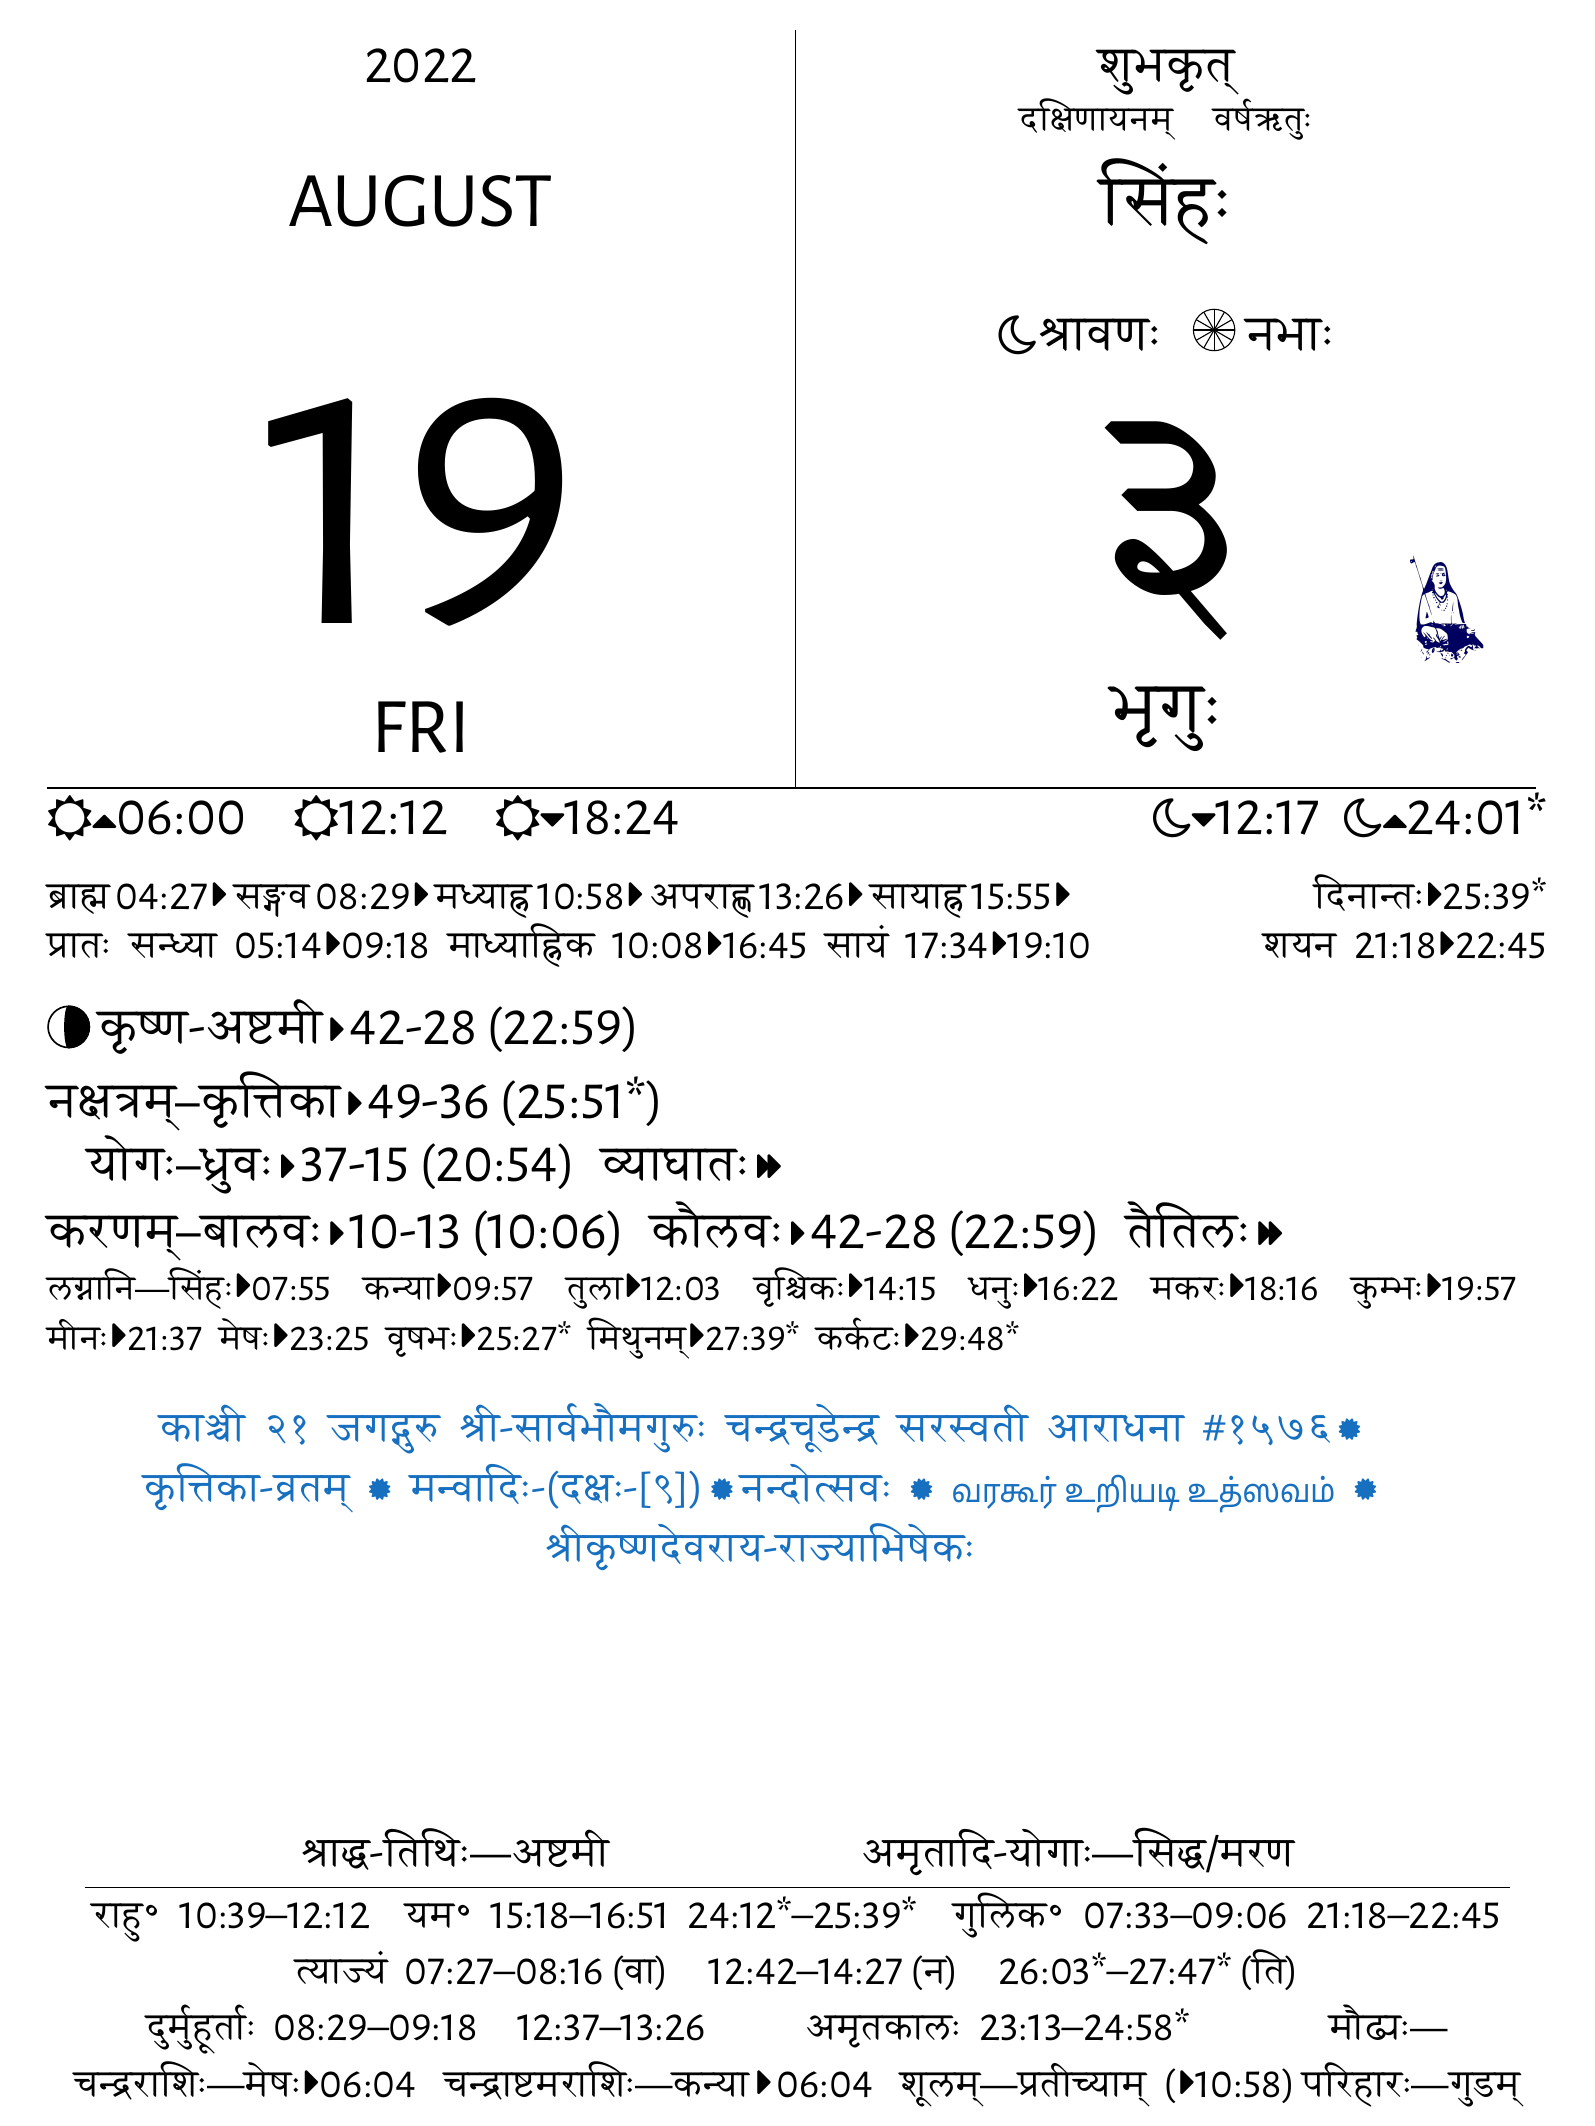 2022
AUGUST
19
FRI
शुभकृत्
दक्षिणायनम् वर्षऋतुः
सिंहः
श्रावणः नभाः
३
भृगुः
06:00 12:12 18:24 12:17 24:01*
ब्राह्म 04:27 सङ्गव 08:29 मध्याह्न 10:58 अपराह्ण 13:26 सायाह्न 15:55 दिनान्तः 25:39*
प्रातः सन्ध्या 05:14 09:18 माध्याह्निक 10:08 16:45 सायं 17:34 19:10 शयन 21:18 22:45
कृष्ण-अष्टमी 42-28 (22:59)
नक्षत्रम्–कृत्तिका 49-36 (25:51*)
योगः–ध्रुवः 37-15 (20:54) व्याघातः
करणम्–बालवः 10-13 (10:06) कौलवः 42-28 (22:59) तैतिलः
लग्नानि—सिंहः 07:55 कन्या 09:57 तुला 12:03 वृश्चिकः 14:15 धनुः 16:22 मकरः 18:16 कुम्भः 19:57
मीनः 21:37 मेषः 23:25 वृषभः 25:27* मिथुनम् 27:39* कर्कटः 29:48*
काञ्ची २१ जगद्गुरु श्री-सार्वभौमगुरुः चन्द्रचूडेन्द्र सरस्वती आराधना #१५७६
कृत्तिका-व्रतम् मन्वादिः-(दक्षः-[९]) नन्दोत्सवः வரகூர் உறியடி உத்ஸவம்
श्रीकृष्णदेवराय-राज्याभिषेकः
श्राद्ध-तिथिः—अष्टमी अमृतादि-योगाः—सिद्ध/मरण
राहु॰ 10:39–12:12 यम॰ 15:18–16:51 24:12*–25:39* गुलिक॰ 07:33–09:06 21:18–22:45
त्याज्यं 07:27–08:16 (वा) 12:42–14:27 (न) 26:03*–27:47* (ति)
दुर्मुहूर्ताः 08:29–09:18 12:37–13:26 अमृतकालः 23:13–24:58* मौढ्यः—
चन्द्रराशिः—मेषः 06:04 चन्द्राष्टमराशिः—कन्या 06:04 शूलम्—प्रतीच्याम् (10:58) परिहारः—गुडम्